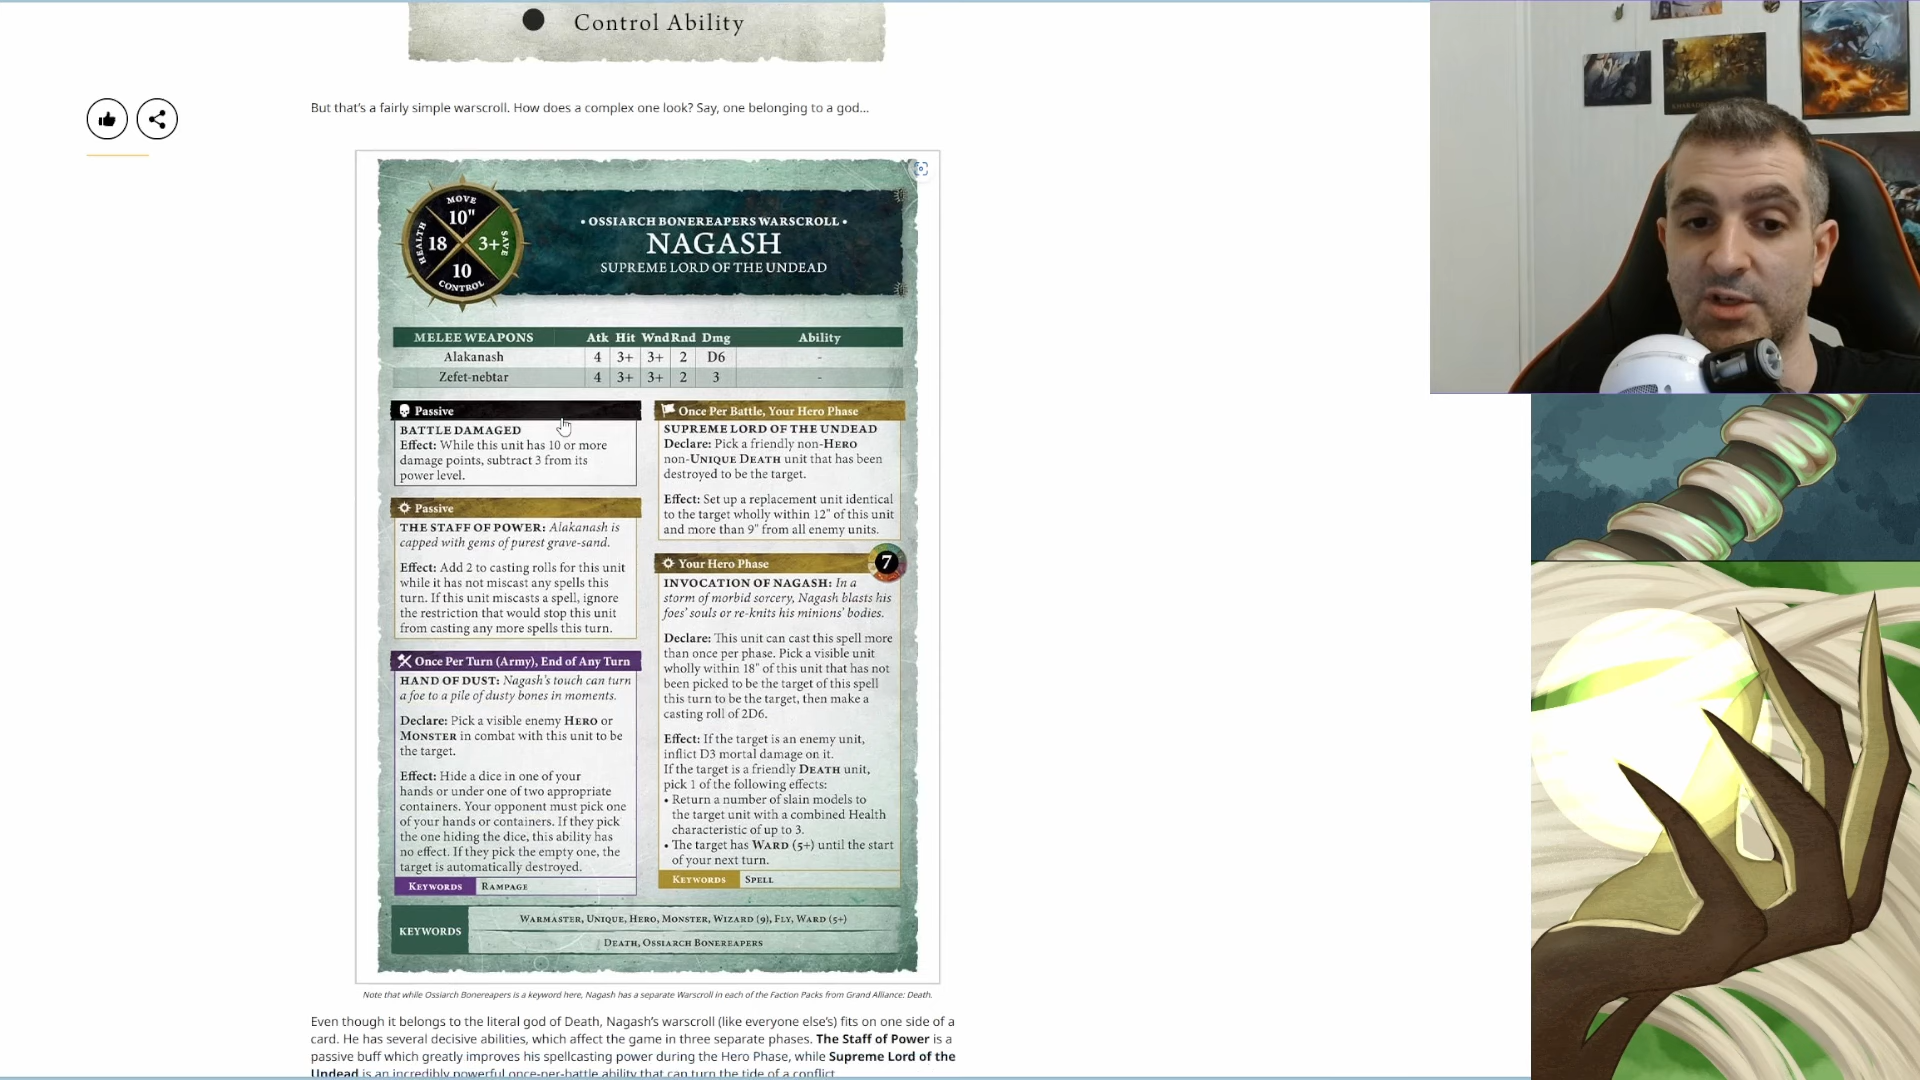 Control Ability
But that's a fairly simple warscroll. How does a complex one look? Say, one belonging to a god...
MOVE
10"
HEALTH
18
3+
SAVE
10
CONTROL
• OSSIARCH BONEREAPERS WARSCROLL •
NAGASH
SUPREME LORD OF THE UNDEAD
MELEE WEAPONS Atk Hit Wnd Rnd Dmg Ability
Alakanash 4 3+ 3+ 2 D6 -
Zefet-nebtar 4 3+ 3+ 2 3 -
Passive
BATTLE DAMAGED
Effect: While this unit has 10 or more
damage points, subtract 3 from its
power level.
Passive
THE STAFF OF POWER: Alakanash is
capped with gems of purest grave-sand.
Effect: Add 2 to casting rolls for this unit
while it has not miscast any spells this
turn. If this unit miscasts a spell, ignore
the restriction that would stop this unit
from casting any more spells this turn.
Once Per Turn (Army), End of Any Turn
HAND OF DUST: Nagash's touch can turn
a foe to a pile of dusty bones in moments.
Declare: Pick a visible enemy HERO or
MONSTER in combat with this unit to be
the target.
Effect: Hide a dice in one of your
hands or under one of two appropriate
containers. Your opponent must pick one
of your hands or containers. If they pick
the one hiding the dice, this ability has
no effect. If they pick the empty one, the
target is automatically destroyed.
KEYWORDS RAMPAGE
Once Per Battle, Your Hero Phase
SUPREME LORD OF THE UNDEAD
Declare: Pick a friendly non-HERO
non-UNIQUE DEATH unit that has been
destroyed to be the target.
Effect: Set up a replacement unit identical
to the target wholly within 12" of this unit
and more than 9" from all enemy units.
Your Hero Phase 7
INVOCATION OF NAGASH: In a
storm of morbid sorcery, Nagash blasts his
foes' souls or re-knits his minions' bodies.
Declare: This unit can cast this spell more
than once per phase. Pick a visible unit
wholly within 18" of this unit that has not
been picked to be the target of this spell
this turn to be the target, then make a
casting roll of 2D6.
Effect: If the target is an enemy unit,
inflict D3 mortal damage on it.
If the target is a friendly DEATH unit,
pick 1 of the following effects:
• Return a number of slain models to
the target unit with a combined Health
characteristic of up to 3.
• The target has WARD (5+) until the start
of your next turn.
KEYWORDS SPELL
KEYWORDS
WARMASTER, UNIQUE, HERO, MONSTER, WIZARD (9), FLY, WARD (5+)
DEATH, OSSIARCH BONEREAPERS
Note that while Ossiarch Bonereapers is a keyword here, Nagash has a separate Warscroll in each of the Faction Packs from Grand Alliance: Death.
Even though it belongs to the literal god of Death, Nagash's warscroll (like everyone else's) fits on one side of a
card. He has several decisive abilities, which affect the game in three separate phases. The Staff of Power is a
passive buff which greatly improves his spellcasting power during the Hero Phase, while Supreme Lord of the
Undead is an incredibly powerful once-per-battle ability that can turn the tide of a conflict.